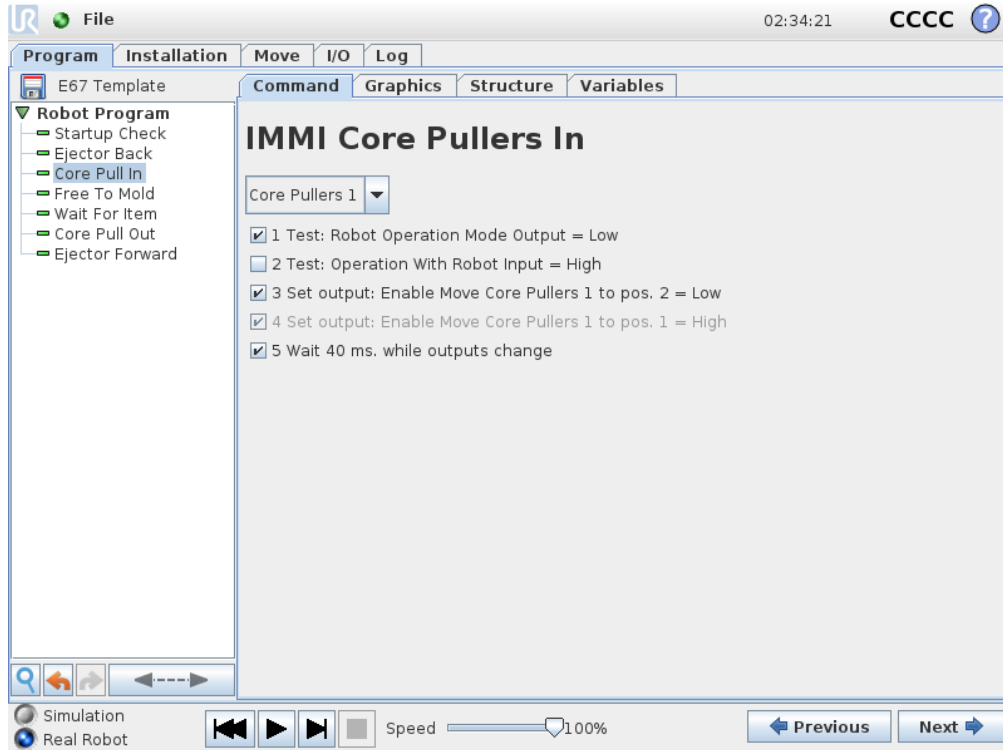 UR File 02:34:21 CCCC ?
Program Installation Move I/O Log
E67 Template Command Graphics Structure Variables
Robot Program
Startup Check
Ejector Back
Core Pull In
Free To Mold
Wait For Item
Core Pull Out
Ejector Forward
IMMI Core Pullers In
Core Pullers 1
1 Test: Robot Operation Mode Output = Low
2 Test: Operation With Robot Input = High
3 Set output: Enable Move Core Pullers 1 to pos. 2 = Low
4 Set output: Enable Move Core Pullers 1 to pos. 1 = High
5 Wait 40 ms. while outputs change
Simulation
Real Robot
Speed 100% Previous Next